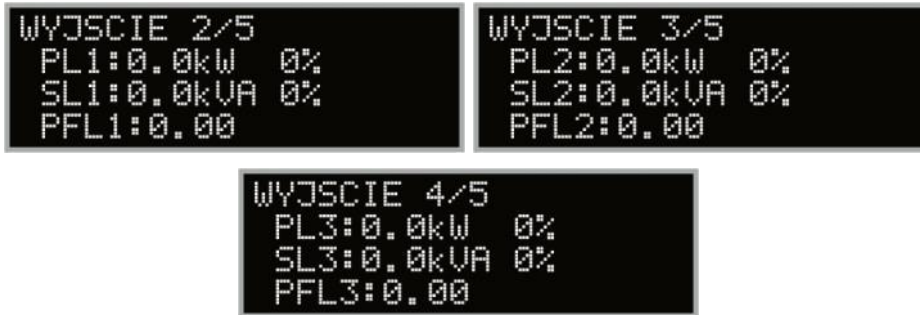 WYJSCIE 2/5
PL1:0.0kW 0%
SL1:0.0kVA 0%
PFL1:0.00
WYJSCIE 3/5
PL2:0.0kW 0%
SL2:0.0kVA 0%
PFL2:0.00
WYJSCIE 4/5
PL3:0.0kW 0%
SL3:0.0kVA 0%
PFL3:0.00